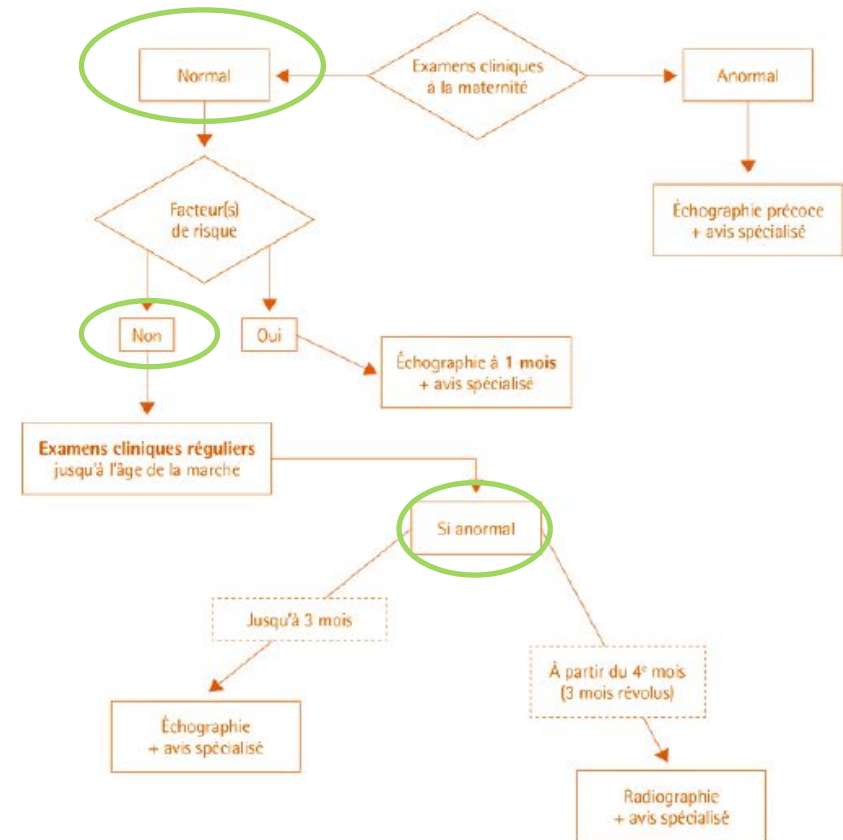 Normal
Examens cliniques
à la maternité
Anormal
Facteur(s)
de risque
Échographie précoce
+ avis spécialisé
Non
Oui
Échographie à 1 mois
+ avis spécialisé
Examens cliniques réguliers
jusqu'à l'âge de la marche
Si anormal
Jusqu'à 3 mois
À partir du 4e mois
(3 mois révolus)
Échographie
+ avis spécialisé
Radiographie
+ avis spécialisé